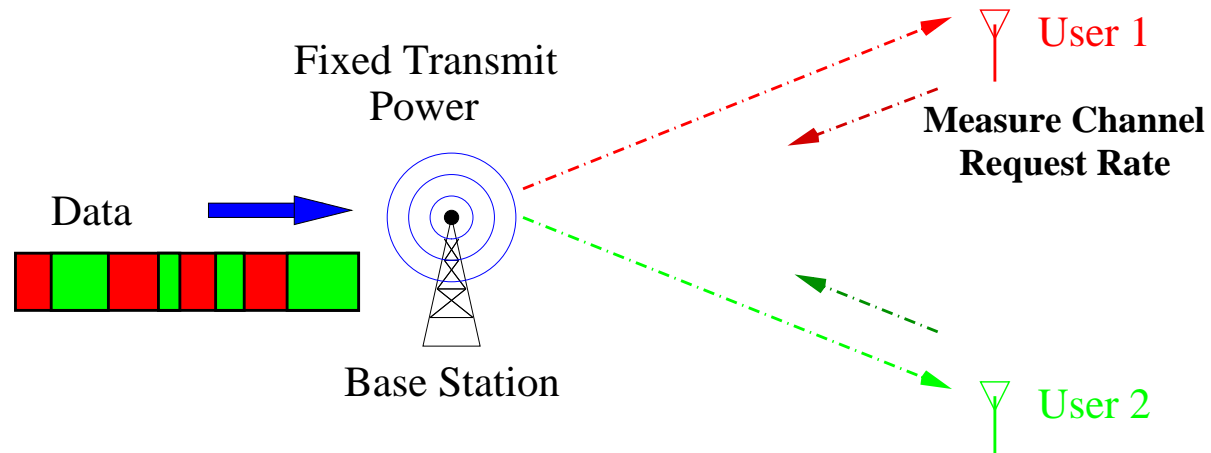 Fixed Transmit
Power
User 1
Measure Channel
Request Rate
Data
Base Station
User 2